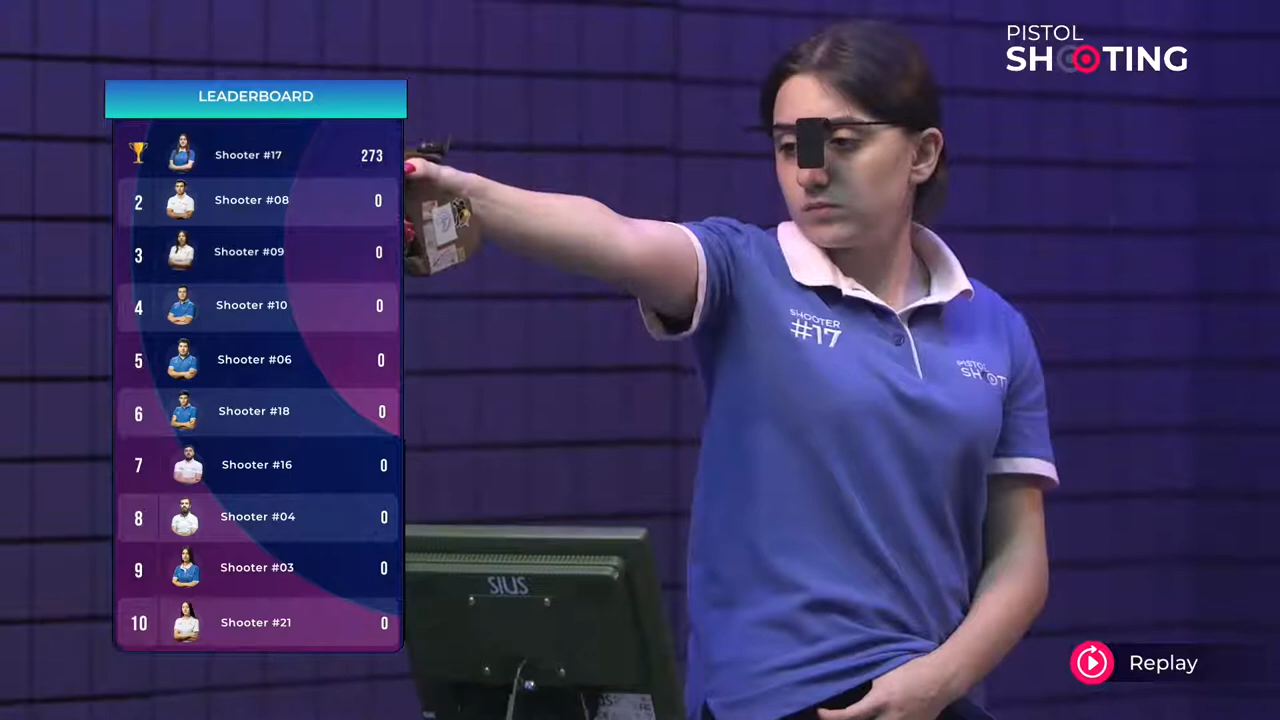 PISTOL
SHOOTING
LEADERBOARD
Shooter #17 273
2 Shooter #08 0
3 Shooter #09 0
4 Shooter #10 0
5 Shooter #06 0
6 Shooter #18 0
7 Shooter #16 0
8 Shooter #04 0
9 Shooter #03 0
10 Shooter #21 0
SHOOTER
#17
PISTOL
SHOOT
SIUS
Replay